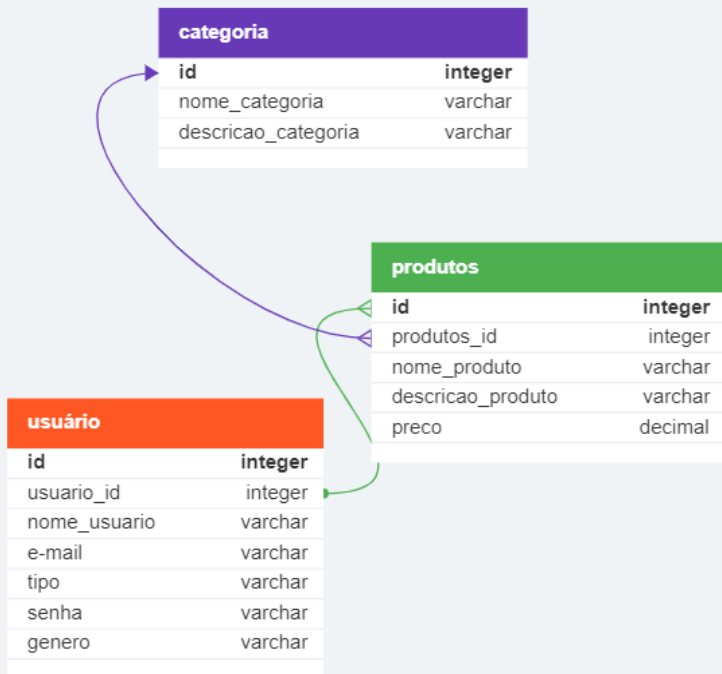 categoria
id integer
nome_categoria varchar
descricao_categoria varchar
produtos
id integer
produtos_id integer
nome_produto varchar
descricao_produto varchar
preco decimal
usuário
id integer
usuario_id integer
nome_usuario varchar
e-mail varchar
tipo varchar
senha varchar
genero varchar